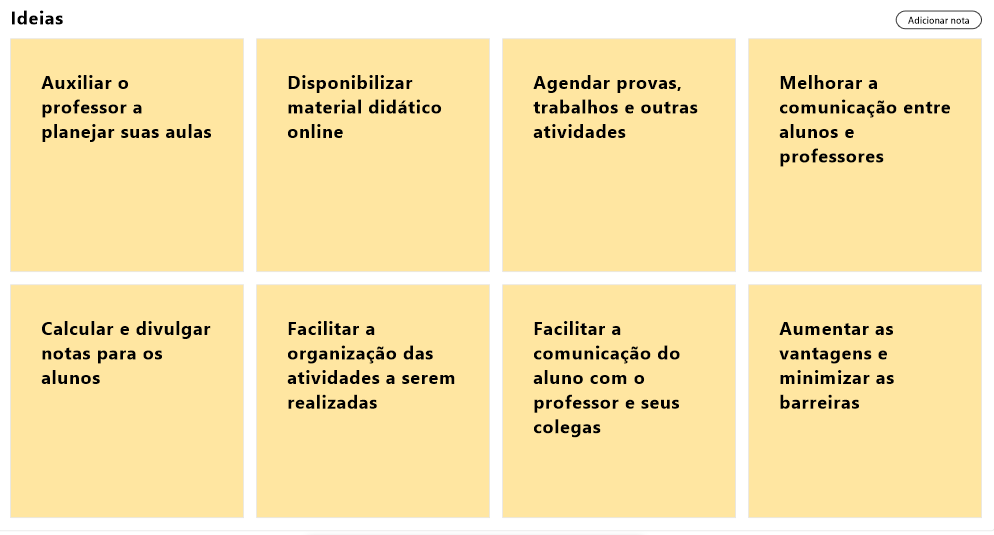 Ideias
Adicionar nota
Auxiliar o
professor a
planejar suas aulas
Disponibilizar
material didático
online
Agendar provas,
trabalhos e outras
atividades
Melhorar a
comunicação entre
alunos e
professores
Calcular e divulgar
notas para os
alunos
Facilitar a
organização das
atividades a serem
realizadas
Facilitar a
comunicação do
aluno com o
professor e seus
colegas
Aumentar as
vantagens e
minimizar as
barreiras